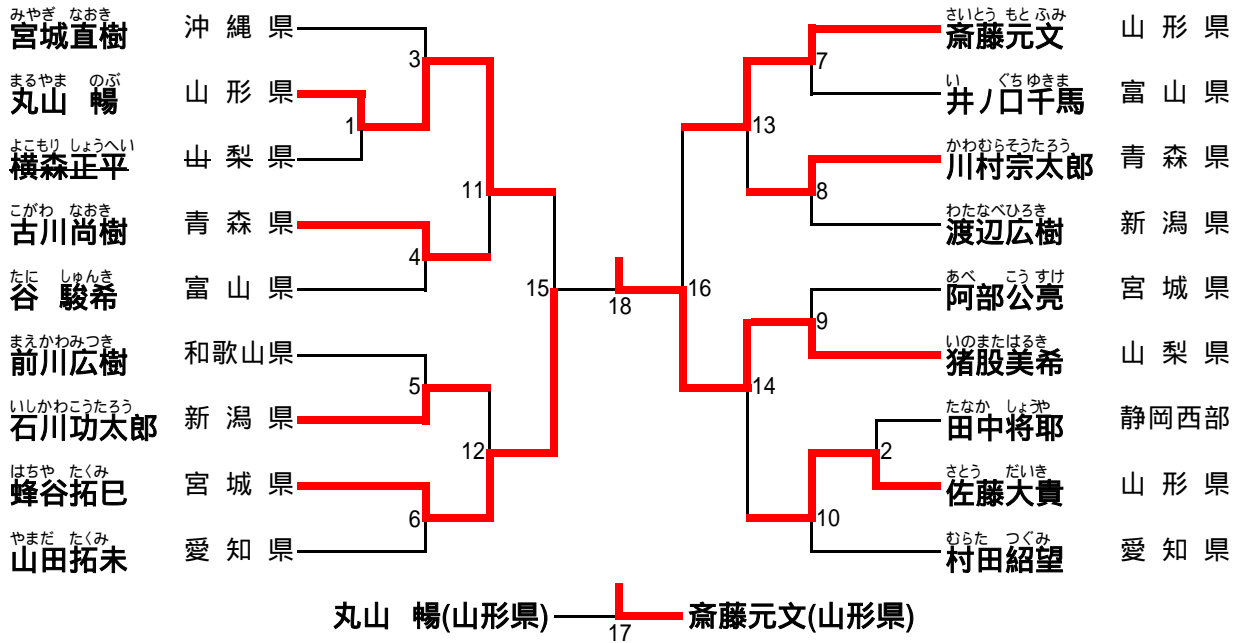 みやぎ なおき
宮城直樹 沖縄県
まるやま のぶ
丸山 暢 山形県
よこもり しょうへい
横森正平 山梨県
こがわ なおき
古川尚樹 青森県
たに しゅんき
谷 駿希 富山県
まえかわみつき
前川広樹 和歌山県
いしかわこうたろう
石川功太郎 新潟県
はちや たくみ
蜂谷拓巳 宮城県
やまだ たくみ
山田拓未 愛知県
3
1
11
4
15
5
12
6
18
さいとう もと ふみ
斎藤元文 山形県
い ぐちゆきま
井ノ口千馬 富山県
かわむらそうたろう
川村宗太郎 青森県
わたなべひろき
渡辺広樹 新潟県
あべ こう すけ
阿部公亮 宮城県
いのまたはるき
猪股美希 山梨県
たなか しょうや
田中将耶 静岡西部
さとう だいき
佐藤大貴 山形県
むらた つぐみ
村田紹望 愛知県
7
13
8
16
9
14
2
10
丸山 暢(山形県) 17 斎藤元文(山形県)